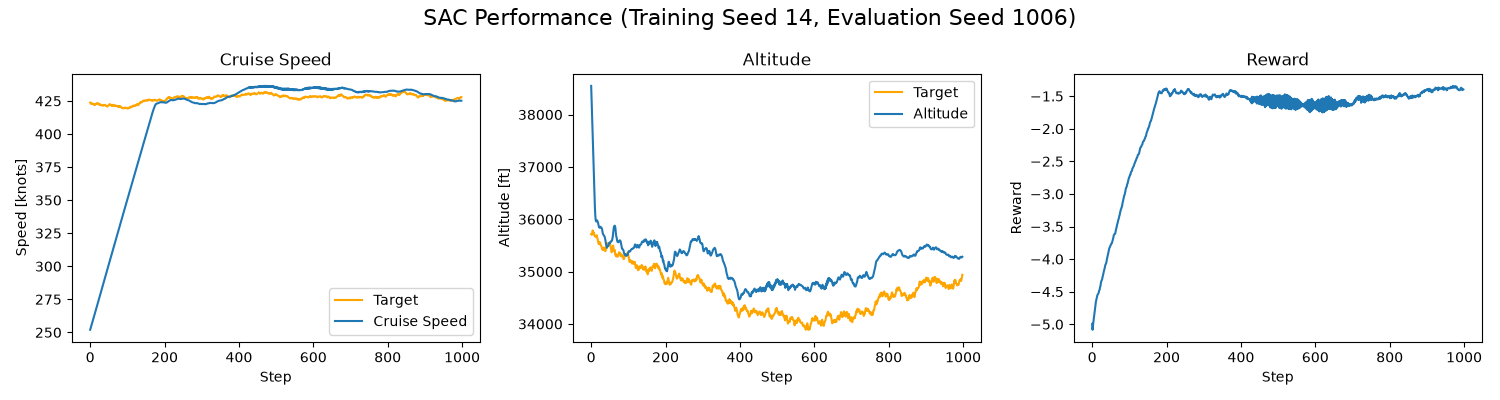 SAC Performance (Training Seed 14, Evaluation Seed 1006)
Cruise Speed
Speed [knots]
425
400
375
350
325
300
275
250
Target
Cruise Speed
0 200 400 600 800 1000
Step
Altitude
Altitude [ft]
38000
37000
36000
35000
34000
Target
Altitude
0 200 400 600 800 1000
Step
Reward
Reward
−1.5
−2.0
−2.5
−3.0
−3.5
−4.0
−4.5
−5.0
0 200 400 600 800 1000
Step